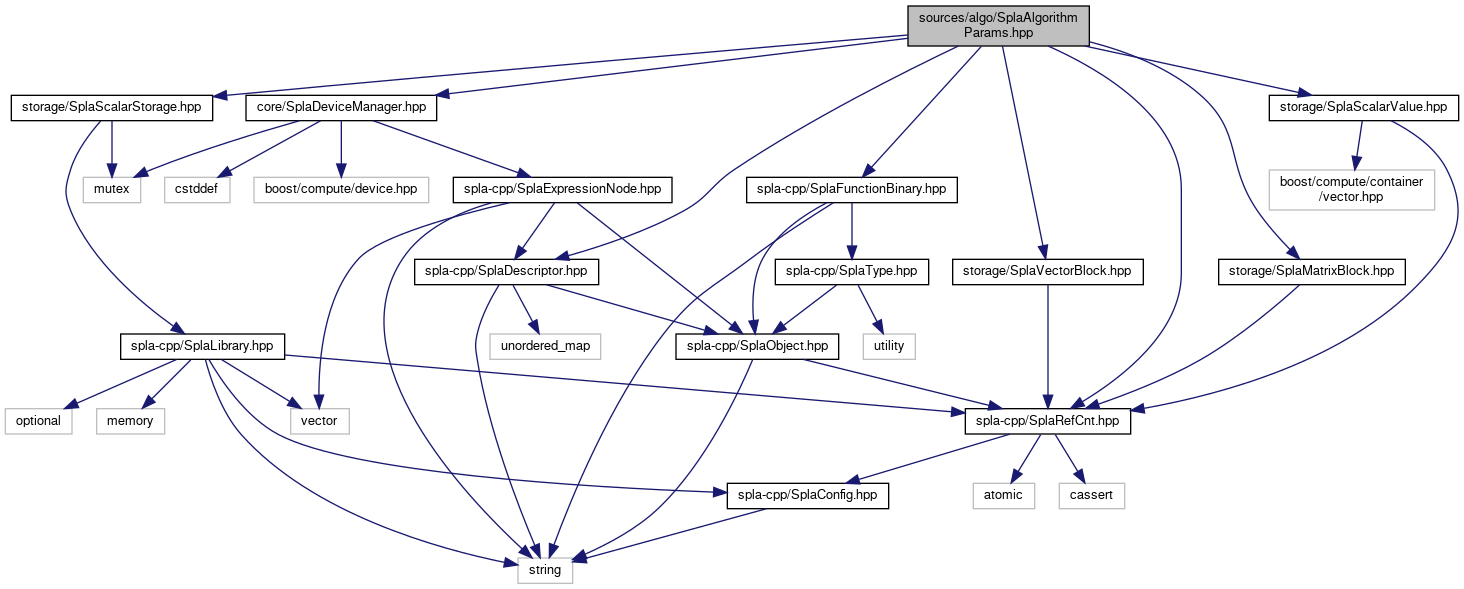 sources/algo/SplaAlgorithm
Params.hpp
storage/SplaScalarStorage.hpp
core/SplaDeviceManager.hpp
storage/SplaScalarValue.hpp
mutex
cstddef
boost/compute/device.hpp
spla-cpp/SplaExpressionNode.hpp
spla-cpp/SplaFunctionBinary.hpp
boost/compute/container
/vector.hpp
spla-cpp/SplaDescriptor.hpp
spla-cpp/SplaType.hpp
storage/SplaVectorBlock.hpp
storage/SplaMatrixBlock.hpp
spla-cpp/SplaLibrary.hpp
unordered_map
spla-cpp/SplaObject.hpp
utility
optional
memory
vector
spla-cpp/SplaRefCnt.hpp
spla-cpp/SplaConfig.hpp
atomic
cassert
string